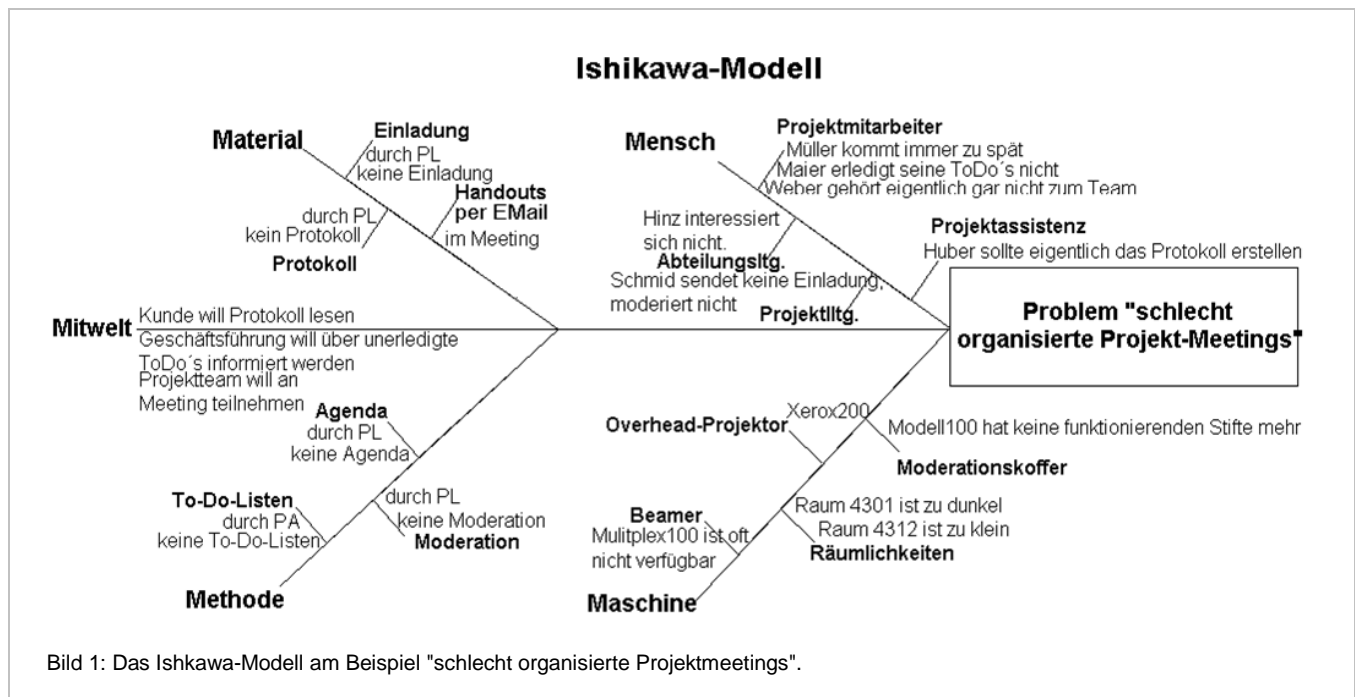 Ishikawa-Modell
Material
Einladung
durch PL
keine Einladung
Handouts
per EMail
im Meeting
durch PL
kein Protokoll
Protokoll
Mensch
Projektmitarbeiter
Müller kommt immer zu spät
Maier erledigt seine ToDo´s nicht
Weber gehört eigentlich gar nicht zum Team
Hinz interessiert
sich nicht.
Abteilungsltg.
Schmid sendet keine Einladung,
moderiert nicht
Projektlltg.
Projektassistenz
Huber sollte eigentlich das Protokoll erstellen
Problem "schlecht
organisierte Projekt-Meetings"
Mitwelt
Kunde will Protokoll lesen
Geschäftsführung will über unerledigte
ToDo´s informiert werden
Projektteam will an
Meeting teilnehmen
Agenda
durch PL
keine Agenda
To-Do-Listen
durch PA
keine To-Do-Listen
durch PL
keine Moderation
Moderation
Methode
Overhead-Projektor
Xerox200
Modell100 hat keine funktionierenden Stifte mehr
Moderationskoffer
Beamer
Mulitplex100 ist oft
nicht verfügbar
Raum 4301 ist zu dunkel
Raum 4312 ist zu klein
Räumlichkeiten
Maschine
Bild 1: Das Ishkawa-Modell am Beispiel "schlecht organisierte Projektmeetings".